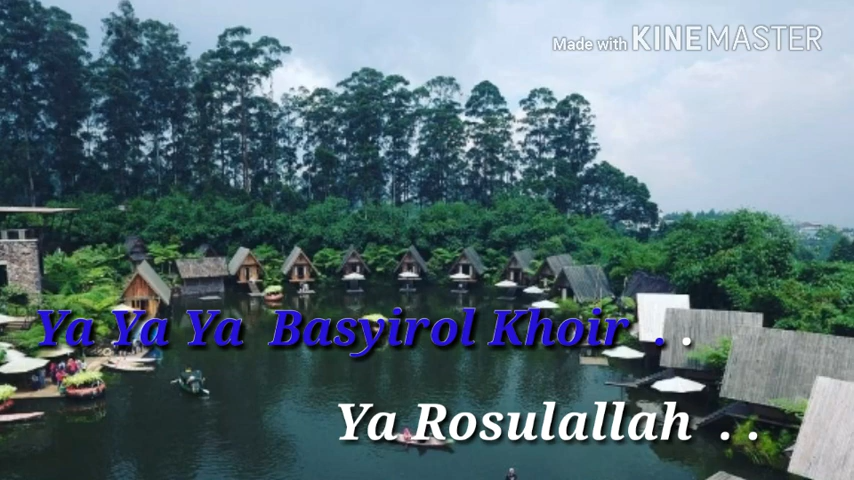 Made with KINEMASTER
Ya Ya Ya Basyirol Khoir . .
Ya Rosulallah . .